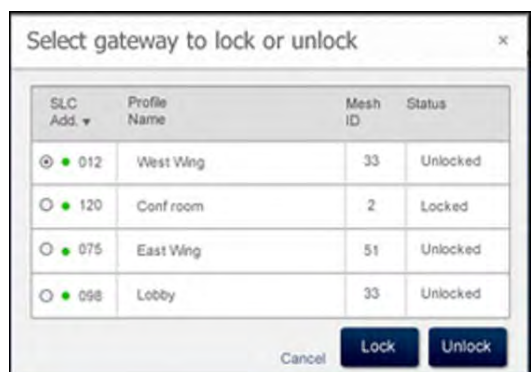 Select gateway to lock or unlock ×
SLC Add. ▼ Profile Name Mesh ID Status
012 West Wing 33 Unlocked
120 Conf room 2 Locked
075 East Wing 51 Unlocked
098 Lobby 33 Unlocked
Cancel Lock Unlock